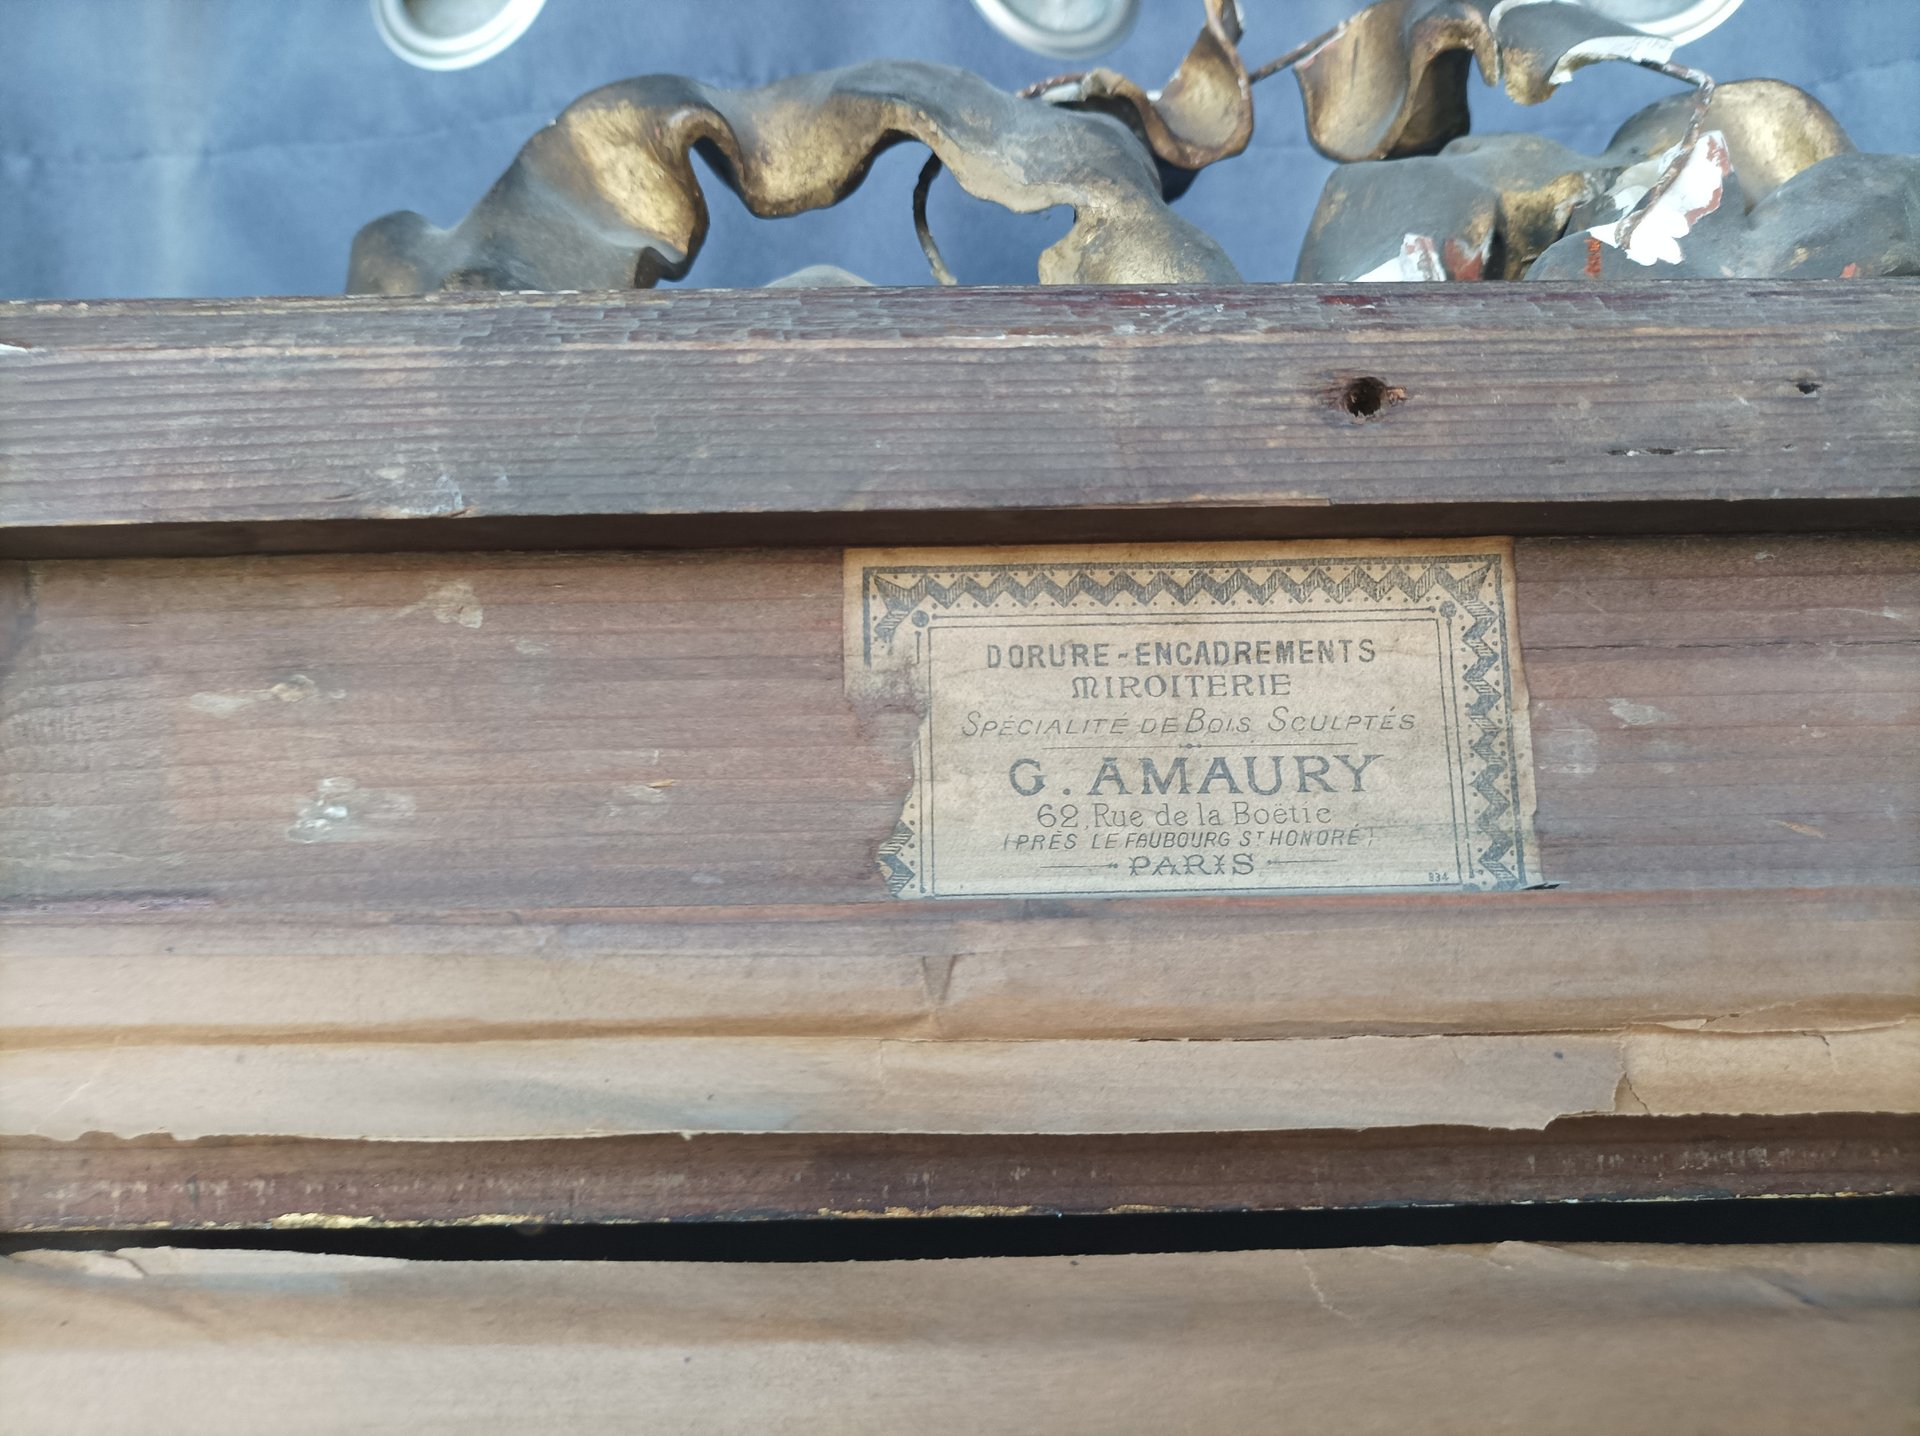 DORURE-ENCADREMENTS
MIROITERIE
SPÉCIALITÉ DE BOIS SCULPTÉS
G. AMAURY
62, Rue de la Boëtie
(PRÈS LE FAUBOURG ST HONORÉ)
PARIS
834